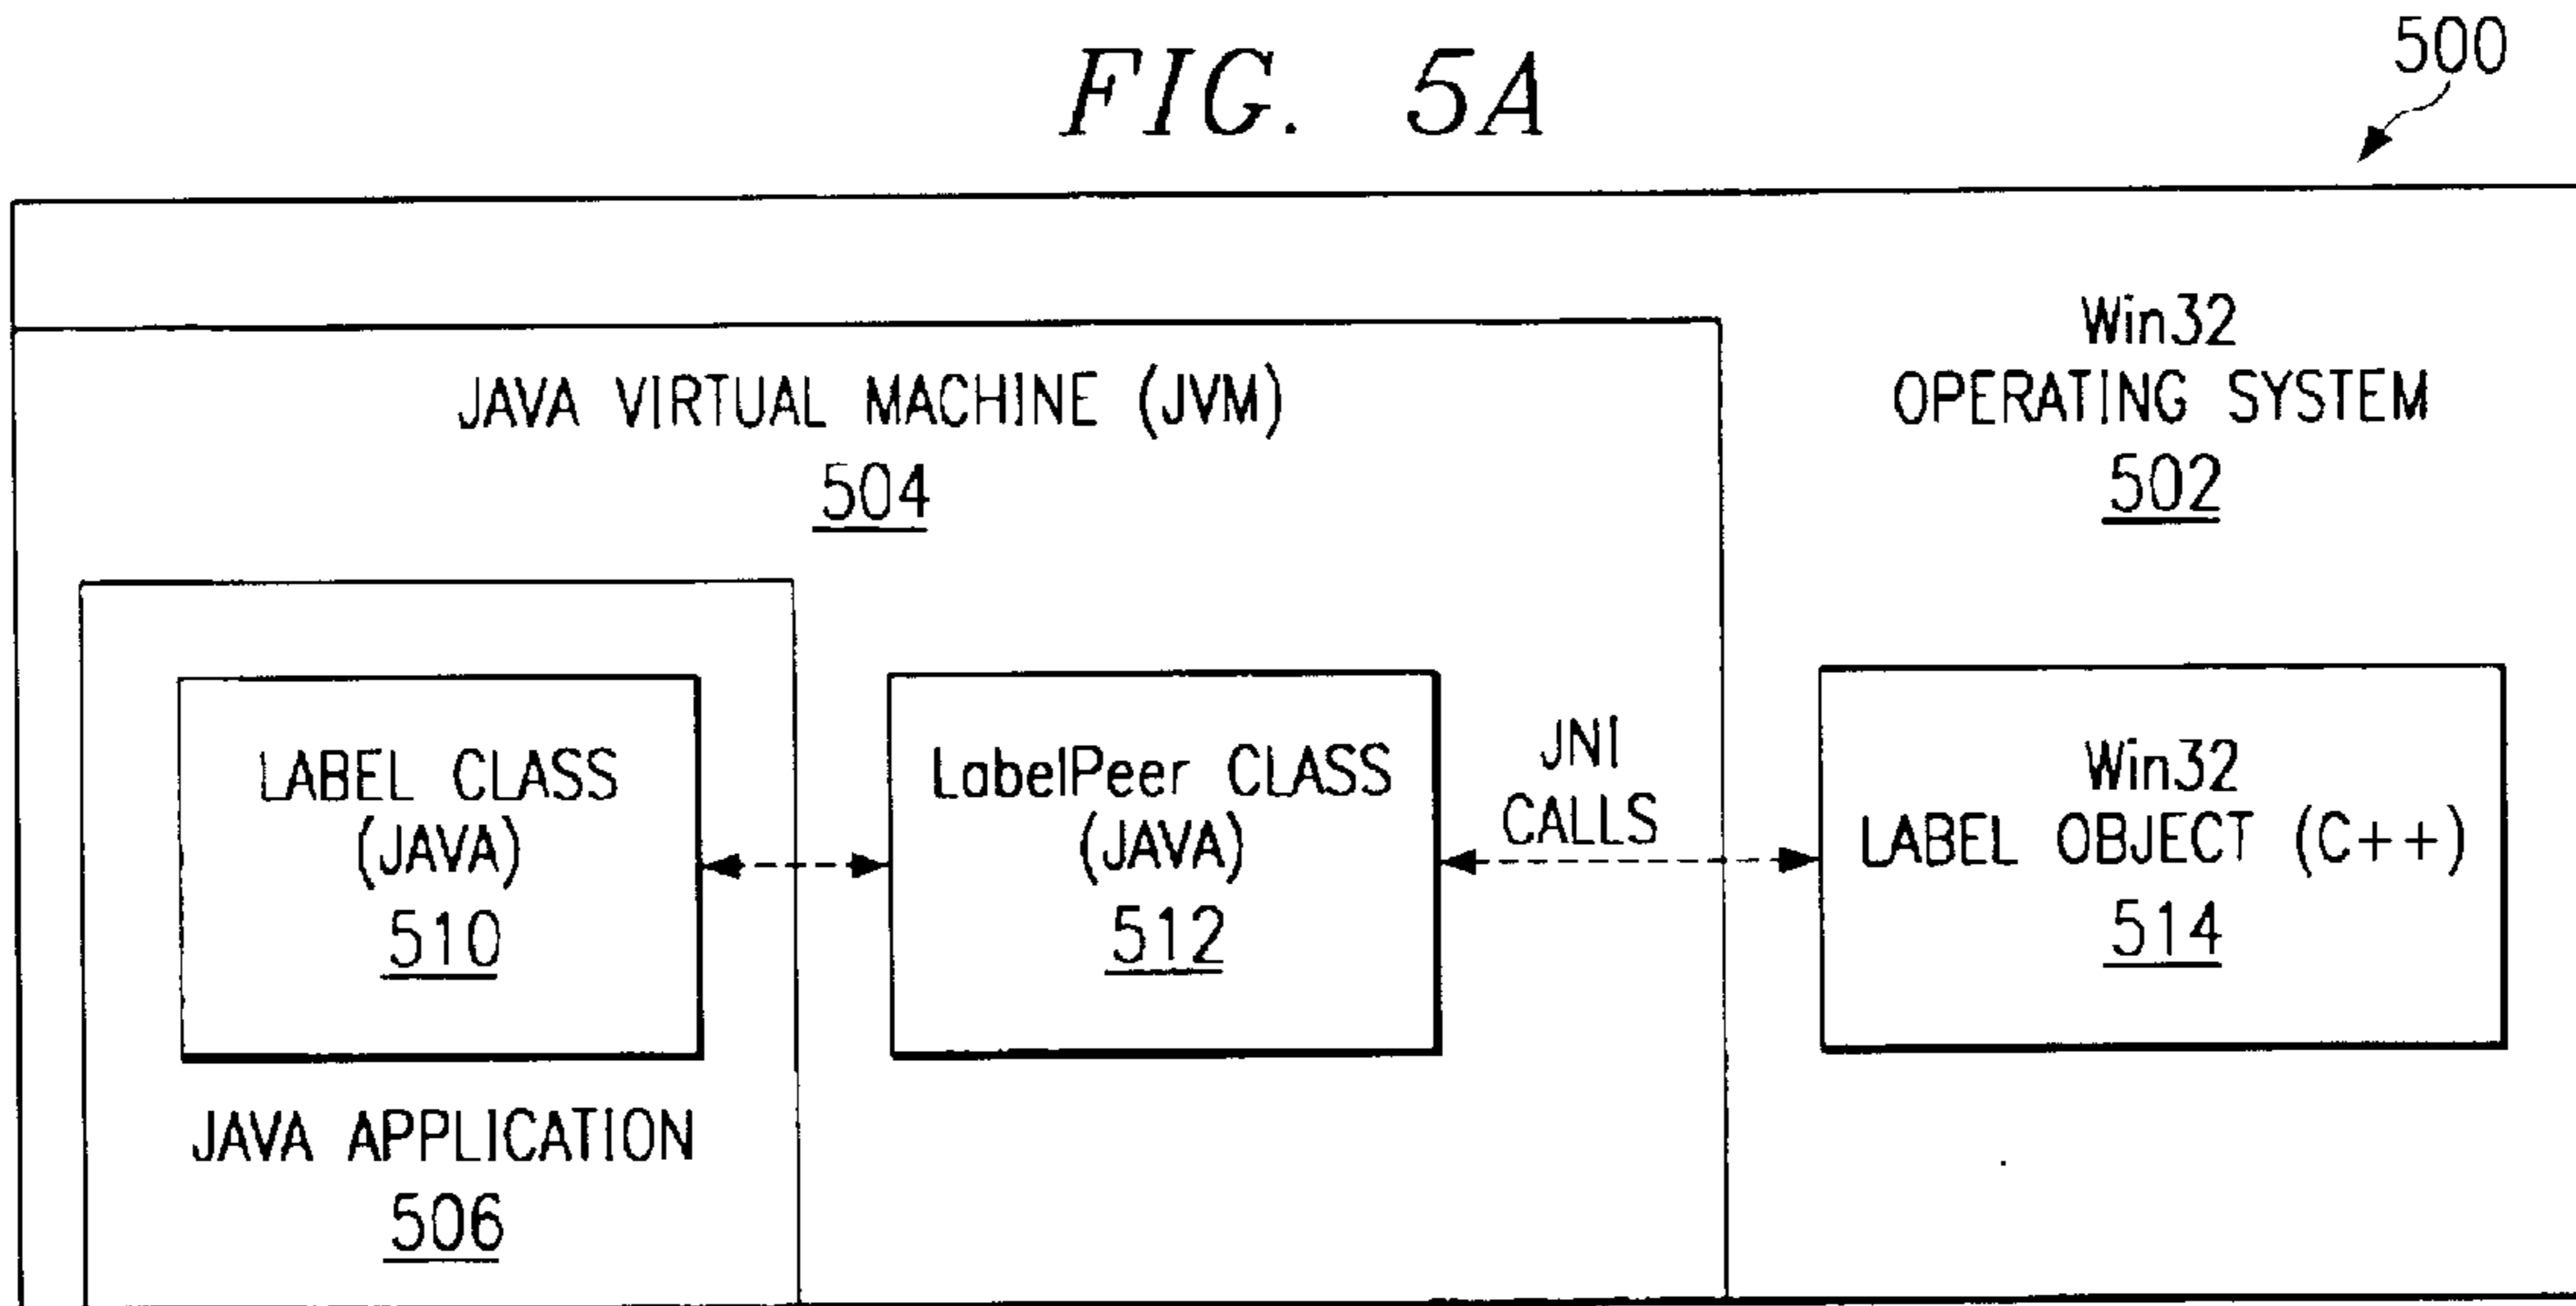 FIG. 5A
500
JAVA VIRTUAL MACHINE (JVM)
504
Win32
OPERATING SYSTEM
502
LABEL CLASS
(JAVA)
510
LabelPeer CLASS
(JAVA)
512
JNI
CALLS
Win32
LABEL OBJECT (C++)
514
JAVA APPLICATION
506